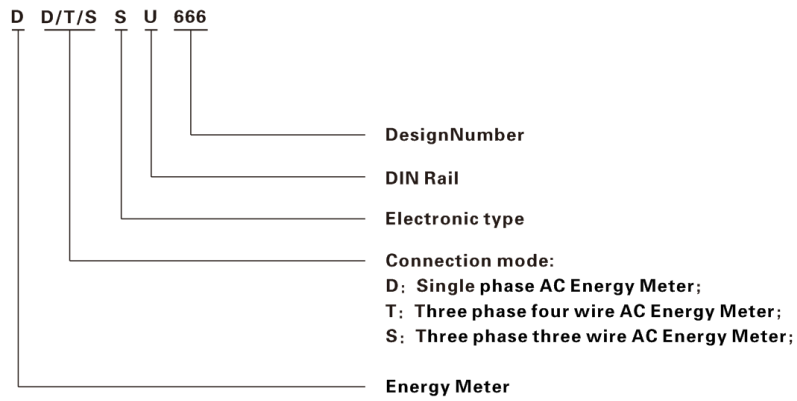 D D/T/S S U 666
DesignNumber
DIN Rail
Electronic type
Connection mode:
D: Single phase AC Energy Meter;
T: Three phase four wire AC Energy Meter;
S: Three phase three wire AC Energy Meter;
Energy Meter